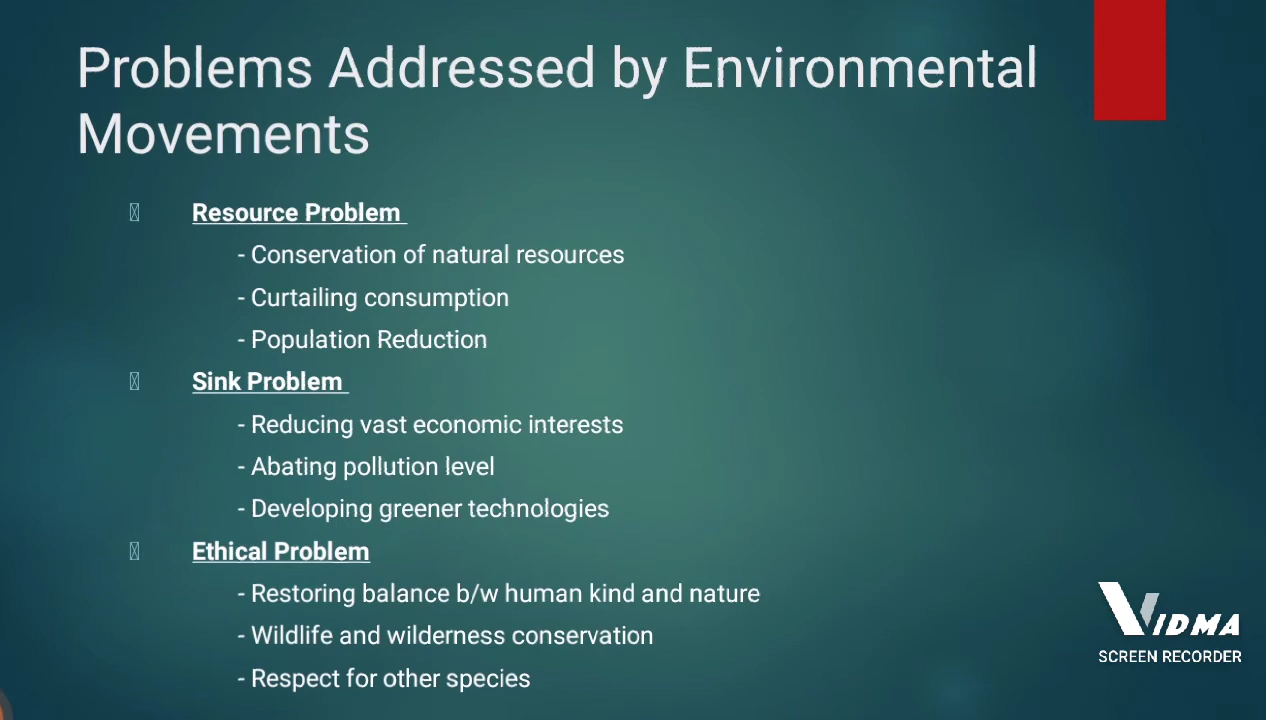 Problems Addressed by Environmental
Movements
Resource Problem
- Conservation of natural resources
- Curtailing consumption
- Population Reduction
Sink Problem
- Reducing vast economic interests
- Abating pollution level
- Developing greener technologies
Ethical Problem
- Restoring balance b/w human kind and nature
- Wildlife and wilderness conservation
- Respect for other species
VIDMA
SCREEN RECORDER